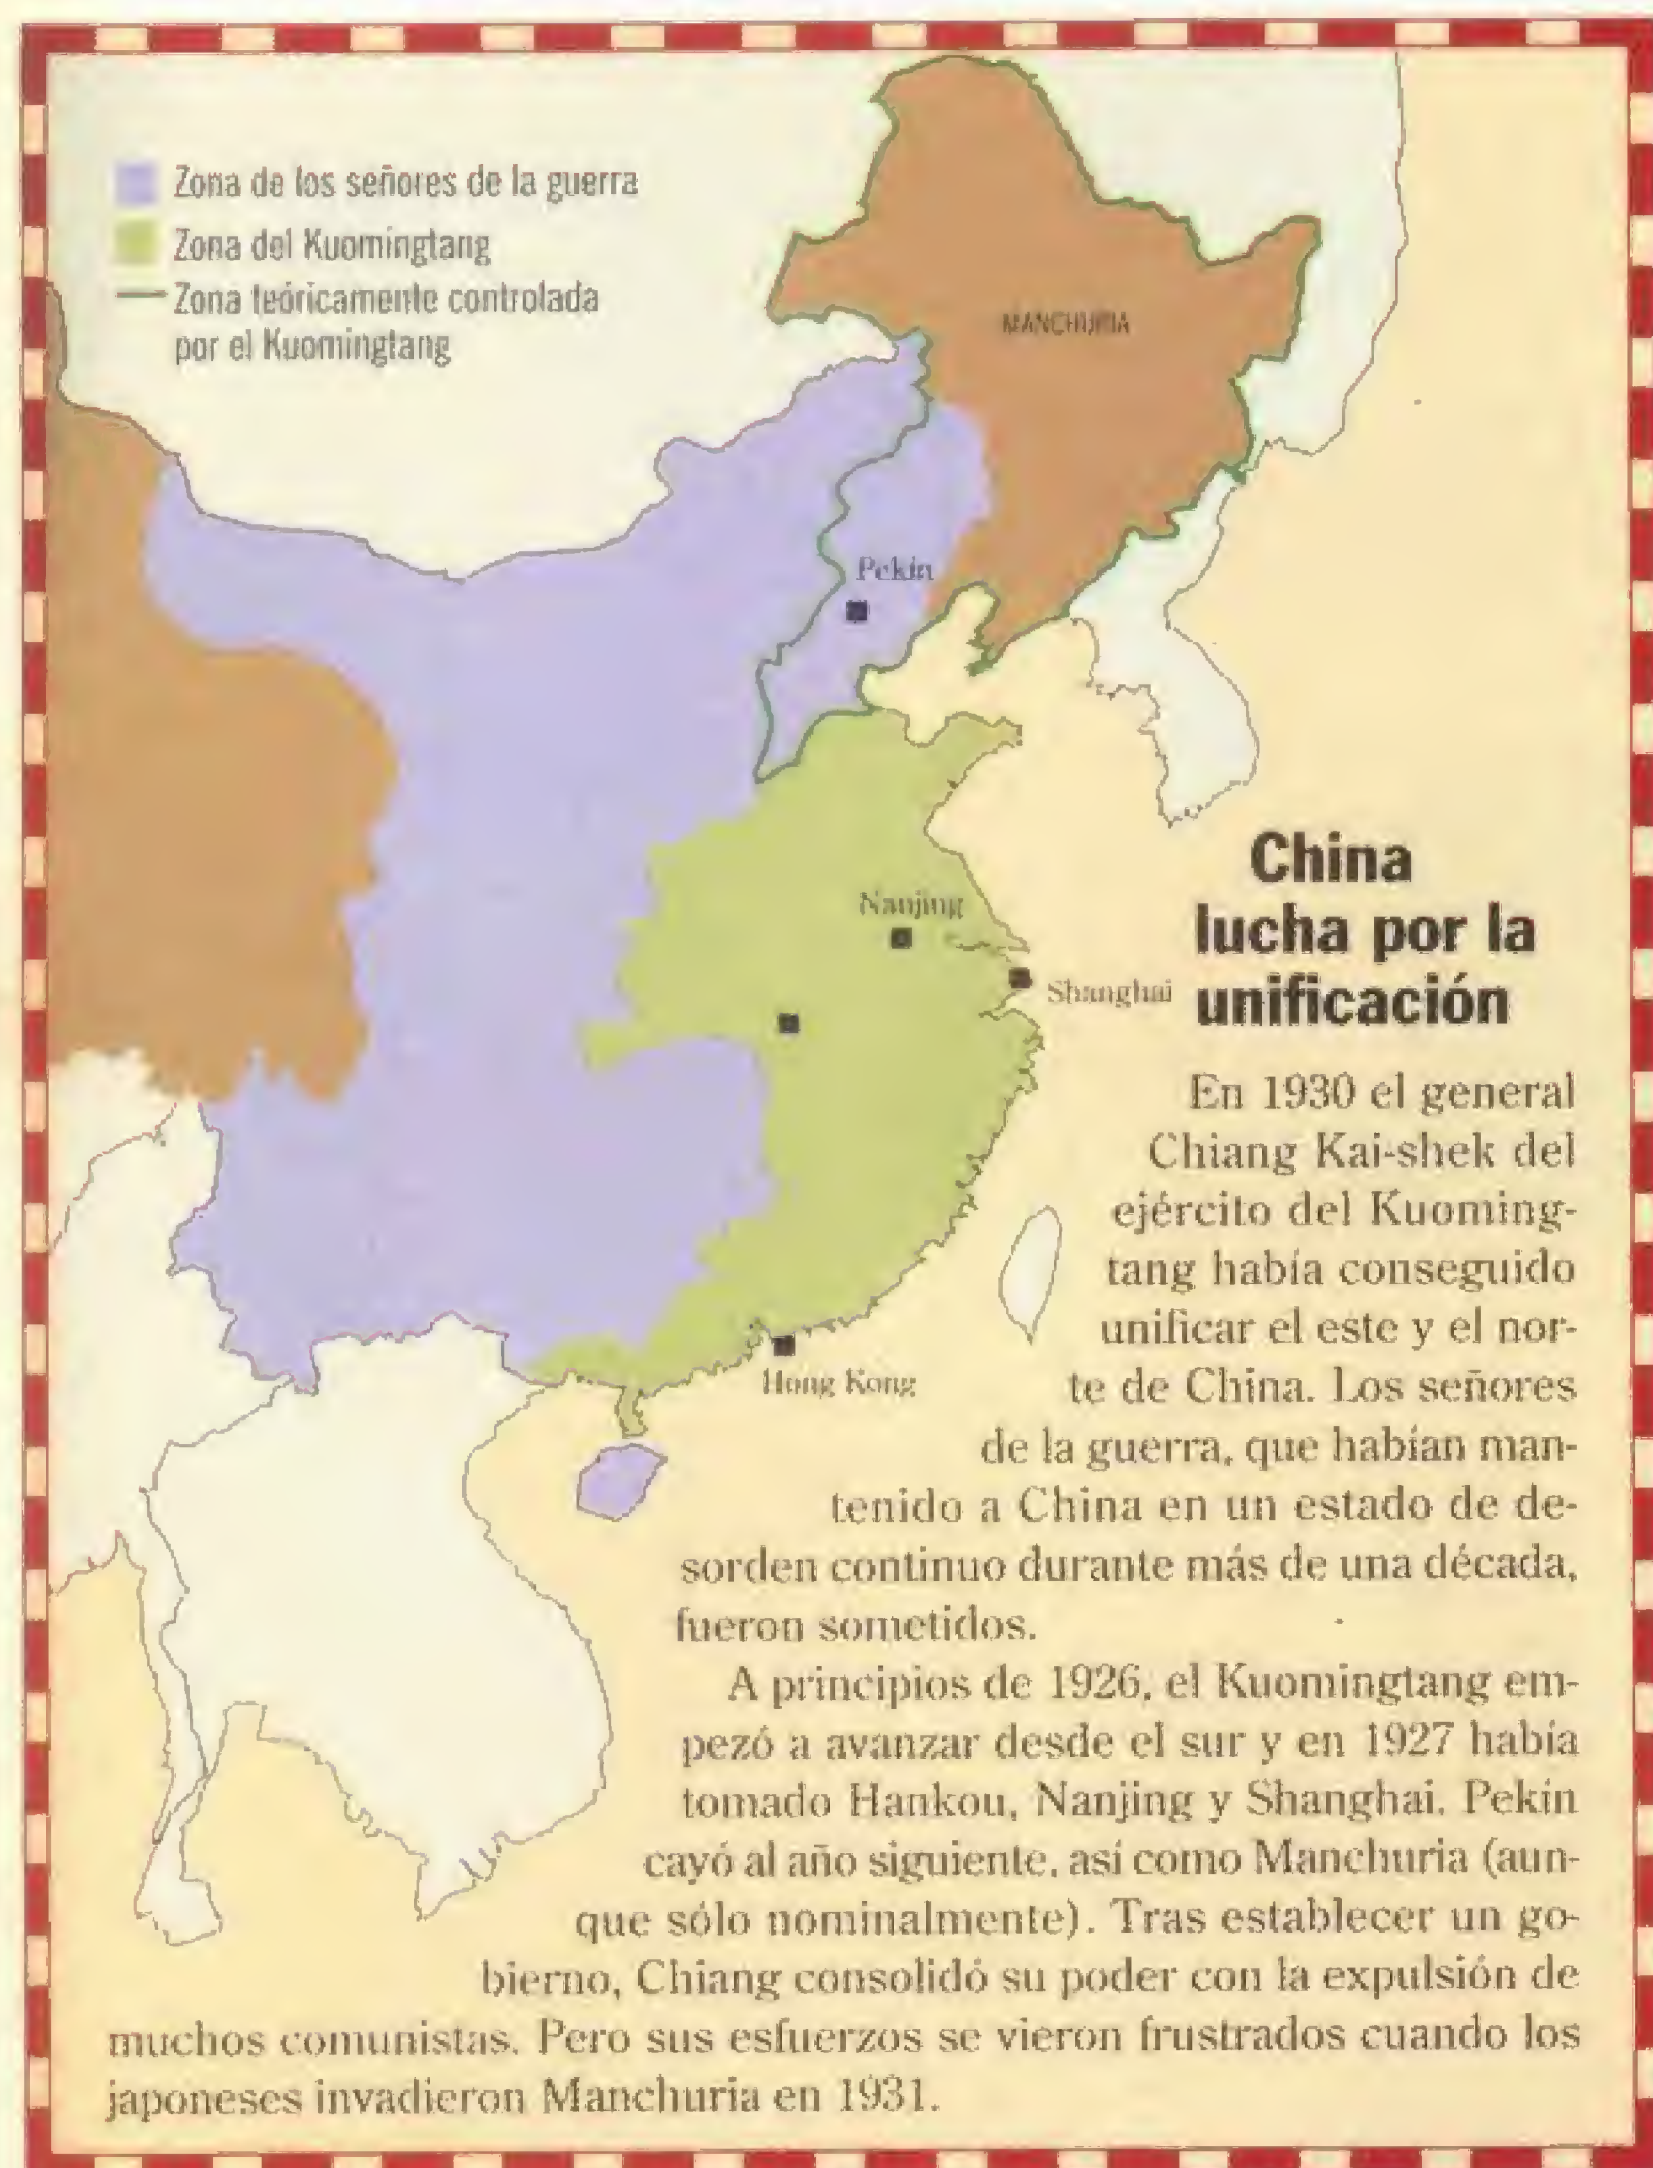 Zona de los señores de la guerra
Zona del Kuomingtang
Zona teóricamente controlada
por el Kuomingtang
MANCHURIA
Pekín
Nanjing
Shanghai
Hong Kong
China
lucha por la
unificación
En 1930 el general
Chiang Kai-shek del
ejército del Kuoming-
tang había conseguido
unificar el este y el nor-
te de China. Los señores
de la guerra, que habían man-
tenido a China en un estado de de-
sorden continuo durante más de una década,
fueron sometidos.
A principios de 1926, el Kuomingtang em-
pezó a avanzar desde el sur y en 1927 había
tomado Hankou, Nanjing y Shanghai. Pekín
cayó al año siguiente, así como Manchuria (aun-
que sólo nominalmente). Tras establecer un go-
bierno, Chiang consolidó su poder con la expulsión de
muchos comunistas. Pero sus esfuerzos se vieron frustrados cuando los
japoneses invadieron Manchuria en 1931.